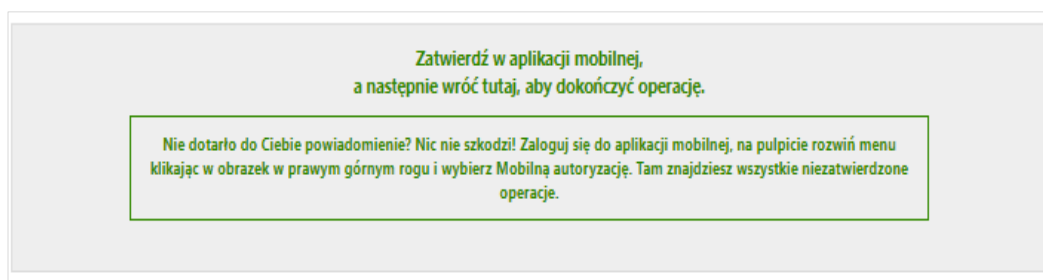 Zatwierdź w aplikacji mobilnej,
a następnie wróć tutaj, aby dokończyć operację.
Nie dotarło do Ciebie powiadomienie? Nic nie szkodzi! Zaloguj się do aplikacji mobilnej, na pulpicie rozwiń menu
klikając w obrazek w prawym górnym rogu i wybierz Mobilną autoryzację. Tam znajdziesz wszystkie niezatwierdzone
operacje.